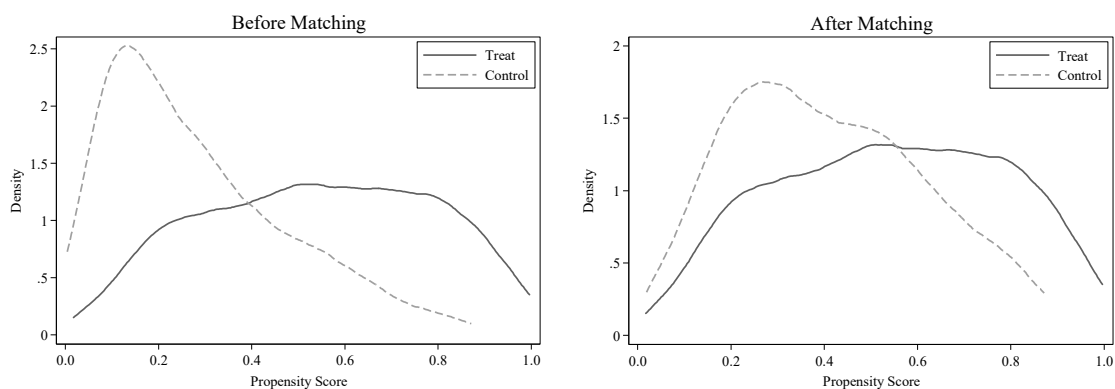 Before Matching
Treat
Control
2.5
2
1.5
1
.5
0
Density
0.0 0.2 0.4 0.6 0.8 1.0
Propensity Score
After Matching
Treat
Control
2
1.5
1
.5
0
Density
0.0 0.2 0.4 0.6 0.8 1.0
Propensity Score